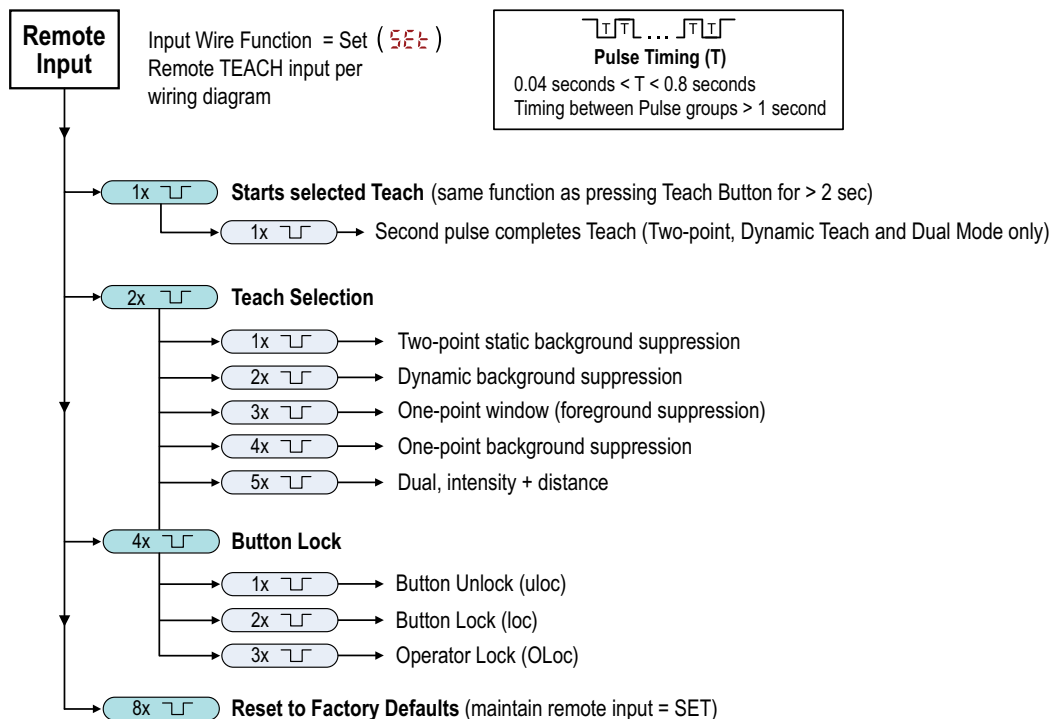 Remote
Input
Input Wire Function = Set ( SEt )
Remote TEACH input per
wiring diagram
T T ... T T
Pulse Timing (T)
0.04 seconds < T < 0.8 seconds
Timing between Pulse groups > 1 second
1x Starts selected Teach (same function as pressing Teach Button for > 2 sec)
1x Second pulse completes Teach (Two-point, Dynamic Teach and Dual Mode only)
2x Teach Selection
1x Two-point static background suppression
2x Dynamic background suppression
3x One-point window (foreground suppression)
4x One-point background suppression
5x Dual, intensity + distance
4x Button Lock
1x Button Unlock (uloc)
2x Button Lock (loc)
3x Operator Lock (OLoc)
8x Reset to Factory Defaults (maintain remote input = SET)